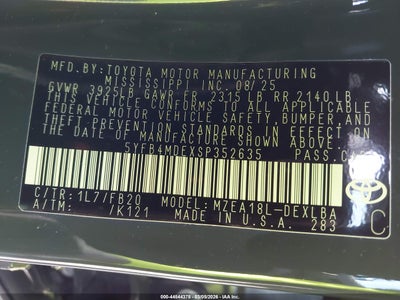 MFD.BY:TOYOTA MOTOR MANUFACTURING
MISSISSIPPI INC. 08/25
GVWR 3925LB GAWR FR 2315LB RR 2140LB
THIS VEHICLE CONFORMS TO ALL APPLICABLE
FEDERAL MOTOR VEHICLE SAFETY, BUMPER, AND
THEFT PREVENTION STANDARDS IN EFFECT ON
THE DATE OF MANUFACTURE SHOWN ABOVE.
5YFB4MDEXSP352635 PASS.CAR
C/TR:1L7/FB20 MODEL:MZEA18L-DEXLBA
A/TM: /K121 MADE IN U.S.A. 283
TOYOTA
C
000-44644378 - 03/09/2026 - IAA Inc.